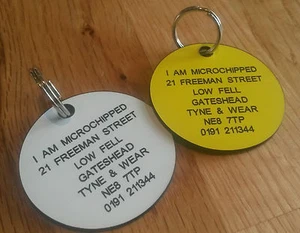 I AM MICROCHIPPED
21 FREEMAN STREET
LOW FELL
GATESHEAD
TYNE & WEAR
NE8 7TP
0191 211344
I AM MICROCHIPPED
21 FREEMAN STREET
LOW FELL
GATESHEAD
TYNE & WEAR
NE8 7TP
0191 211344